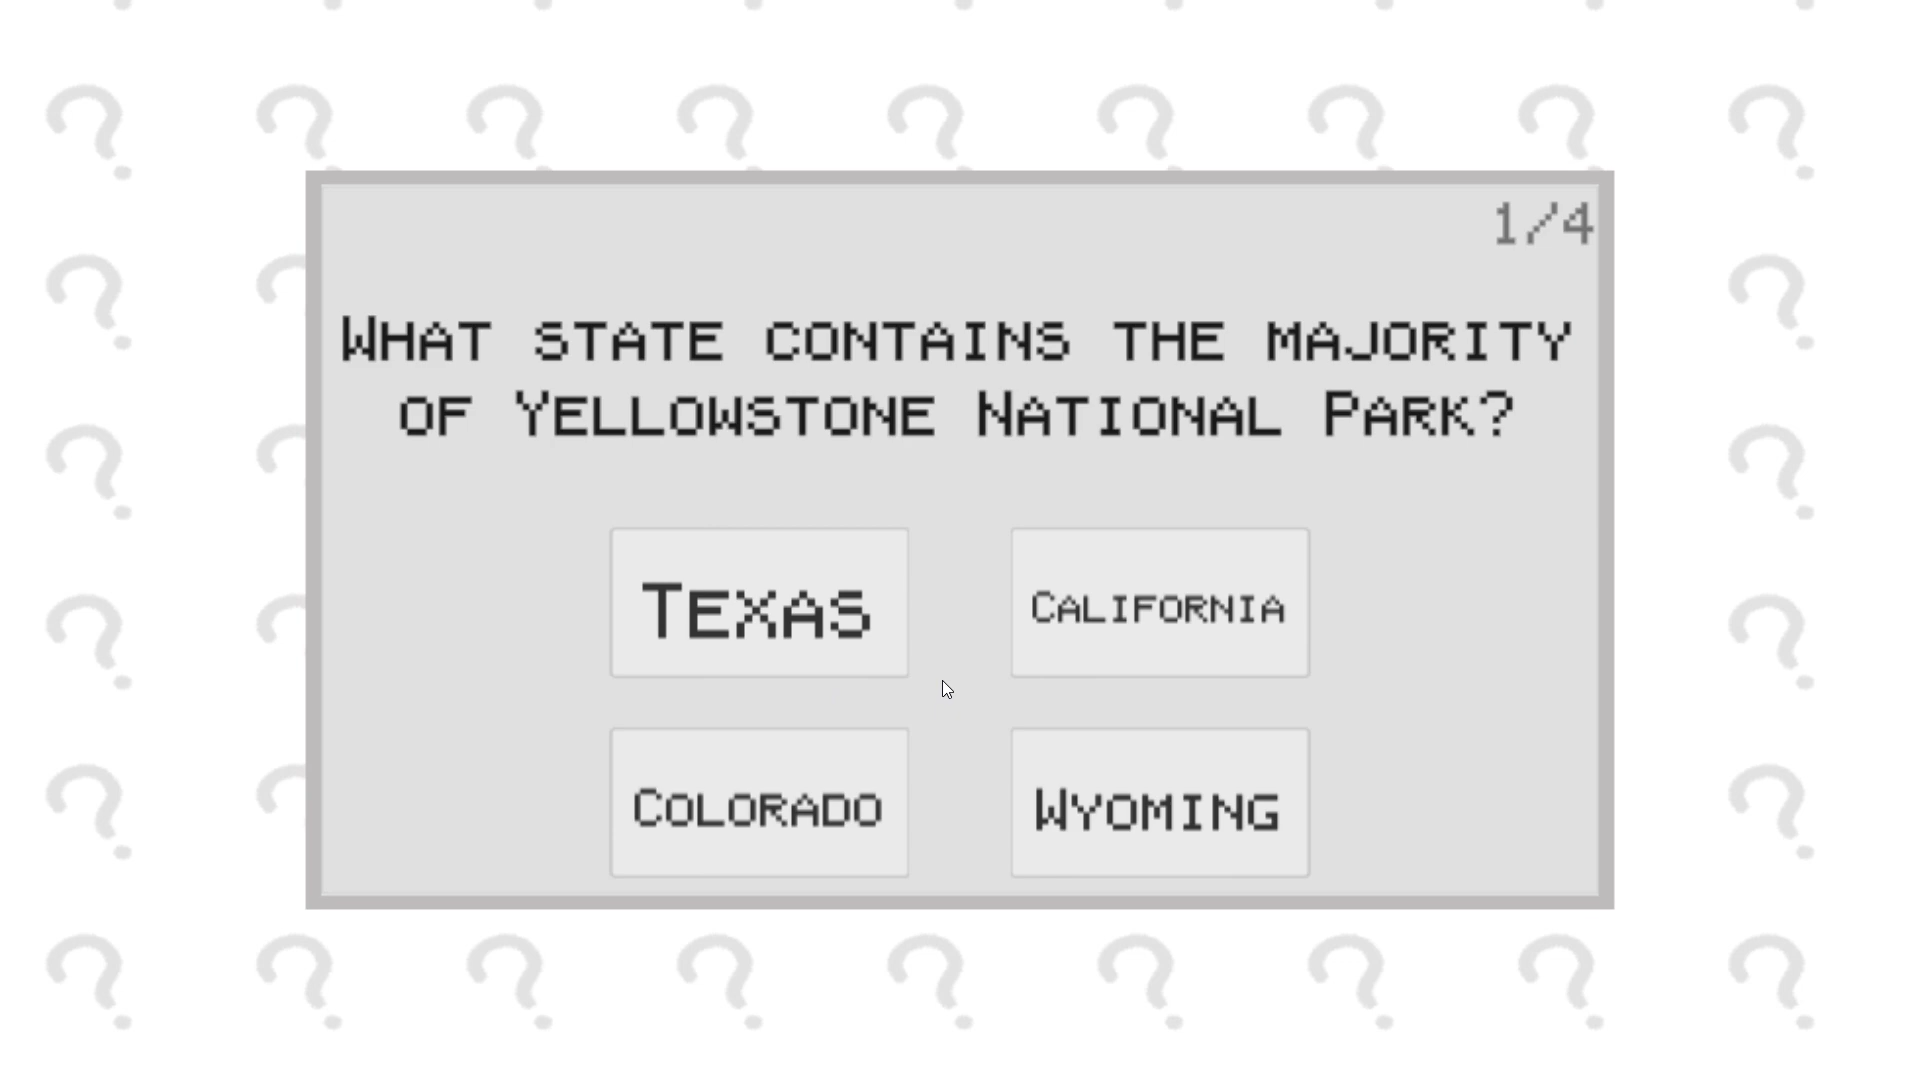 1/4
What state contains the majority
of Yellowstone National Park?
Texas
California
Colorado
Wyoming